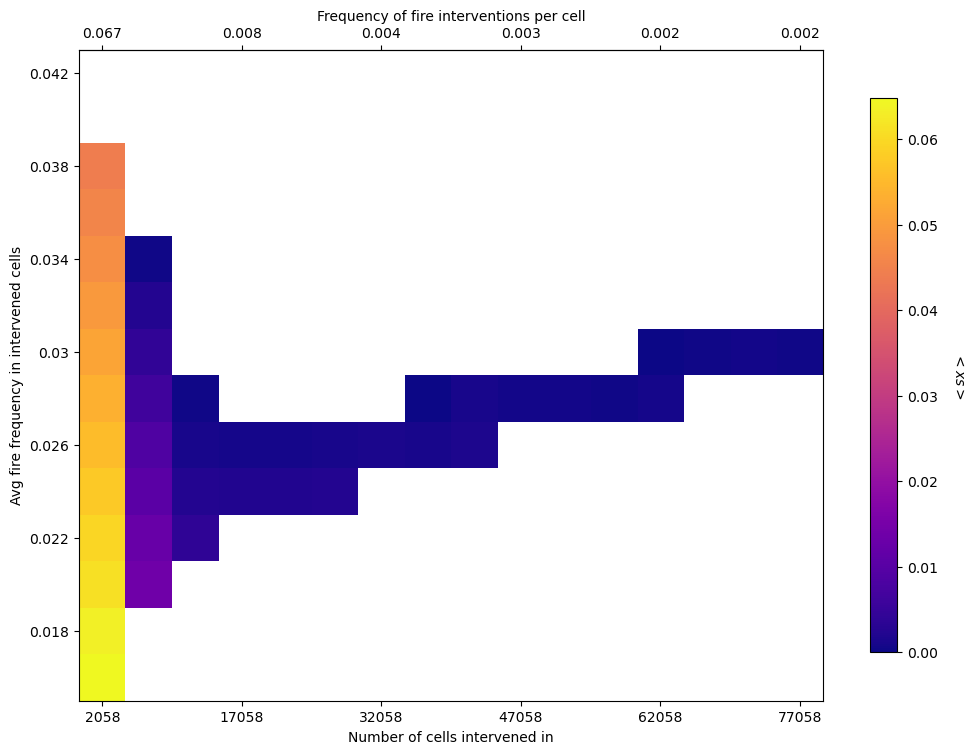 Frequency of fire interventions per cell
0.067 0.008 0.004 0.003 0.002 0.002
0.042
0.038
0.034
0.03
0.026
0.022
0.018
Avg fire frequency in intervened cells
2058 17058 32058 47058 62058 77058
Number of cells intervened in
0.06
0.05
0.04
0.03
0.02
0.01
0.00
< sx >